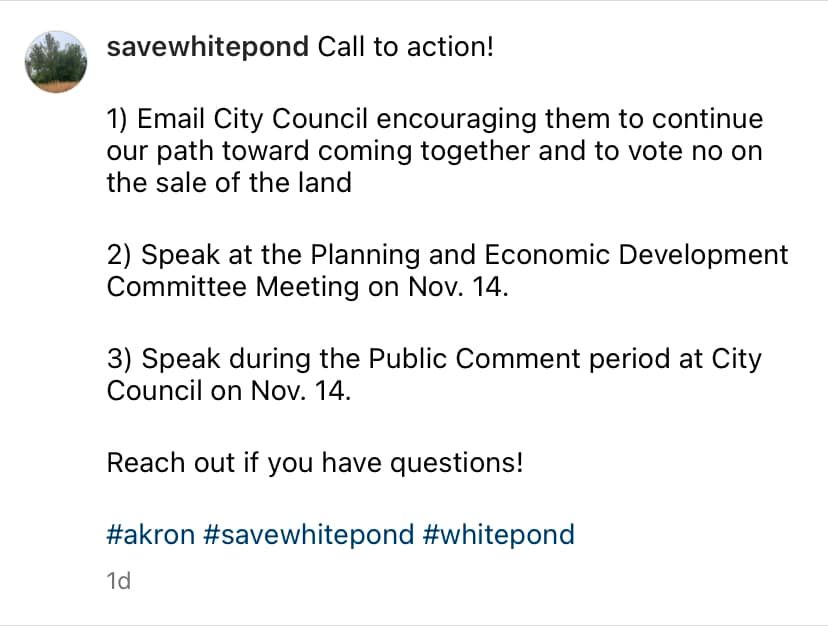 savewhitepond Call to action!
1) Email City Council encouraging them to continue
our path toward coming together and to vote no on
the sale of the land
2) Speak at the Planning and Economic Development
Committee Meeting on Nov. 14.
3) Speak during the Public Comment period at City
Council on Nov. 14.
Reach out if you have questions!
#akron #savewhitepond #whitepond
1d